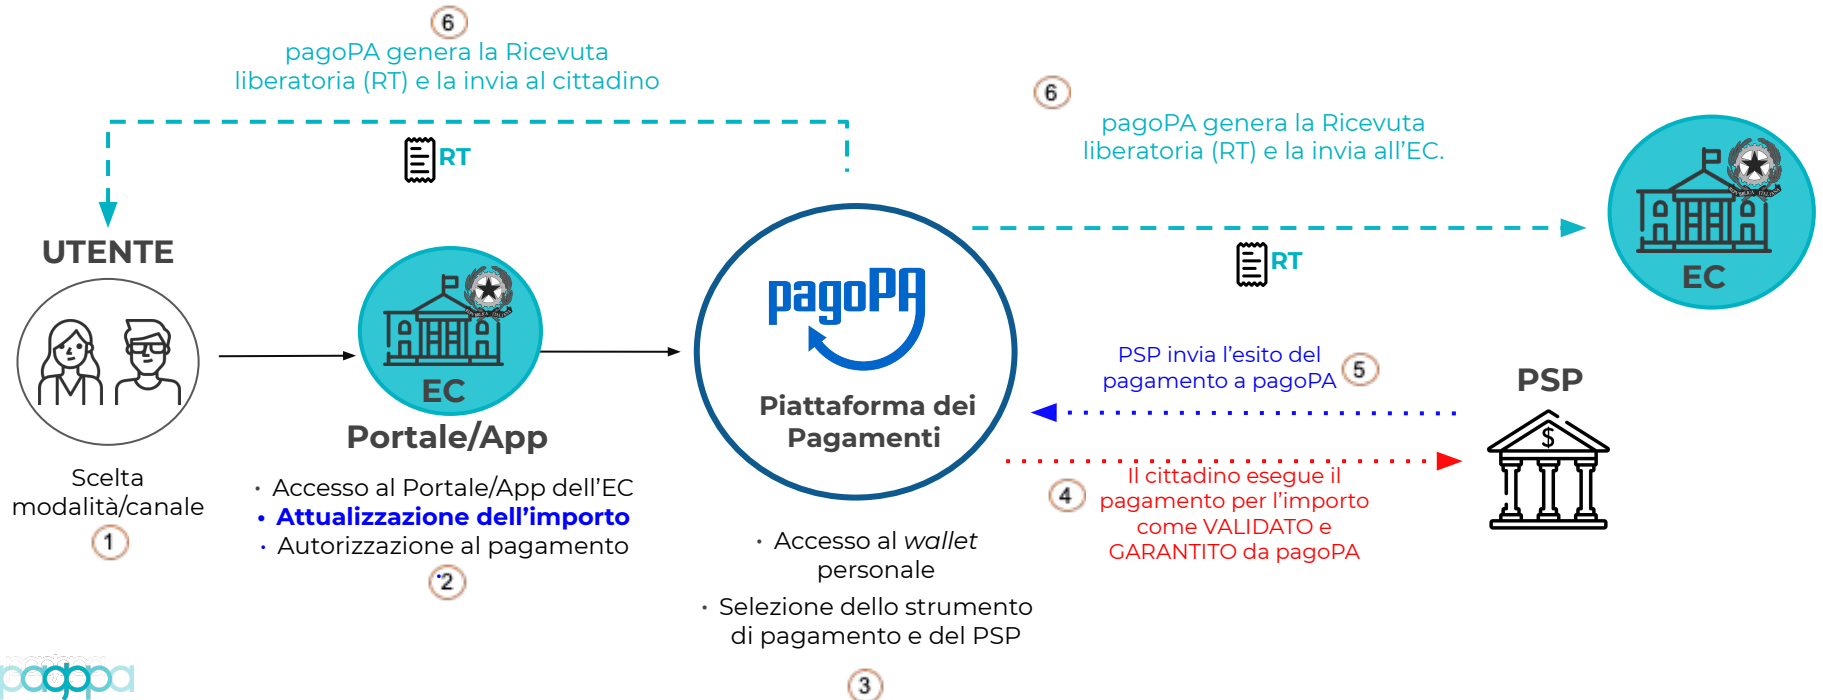 6
pagoPA genera la Ricevuta
liberatoria (RT) e la invia al cittadino
RT
6
pagoPA genera la Ricevuta
liberatoria (RT) e la invia all'EC.
RT
EC
UTENTE
Scelta
modalità/canale
1
EC
Portale/App
· Accesso al Portale/App dell'EC
• Attualizzazione dell'importo
· Autorizzazione al pagamento
2
pagoPA
Piattaforma dei
Pagamenti
· Accesso al wallet
personale
· Selezione dello strumento
di pagamento e del PSP
3
PSP invia l'esito del
pagamento a pagoPA
5
4
Il cittadino esegue il
pagamento per l'importo
come VALIDATO e
GARANTITO da pagoPA
PSP
$
pagopa